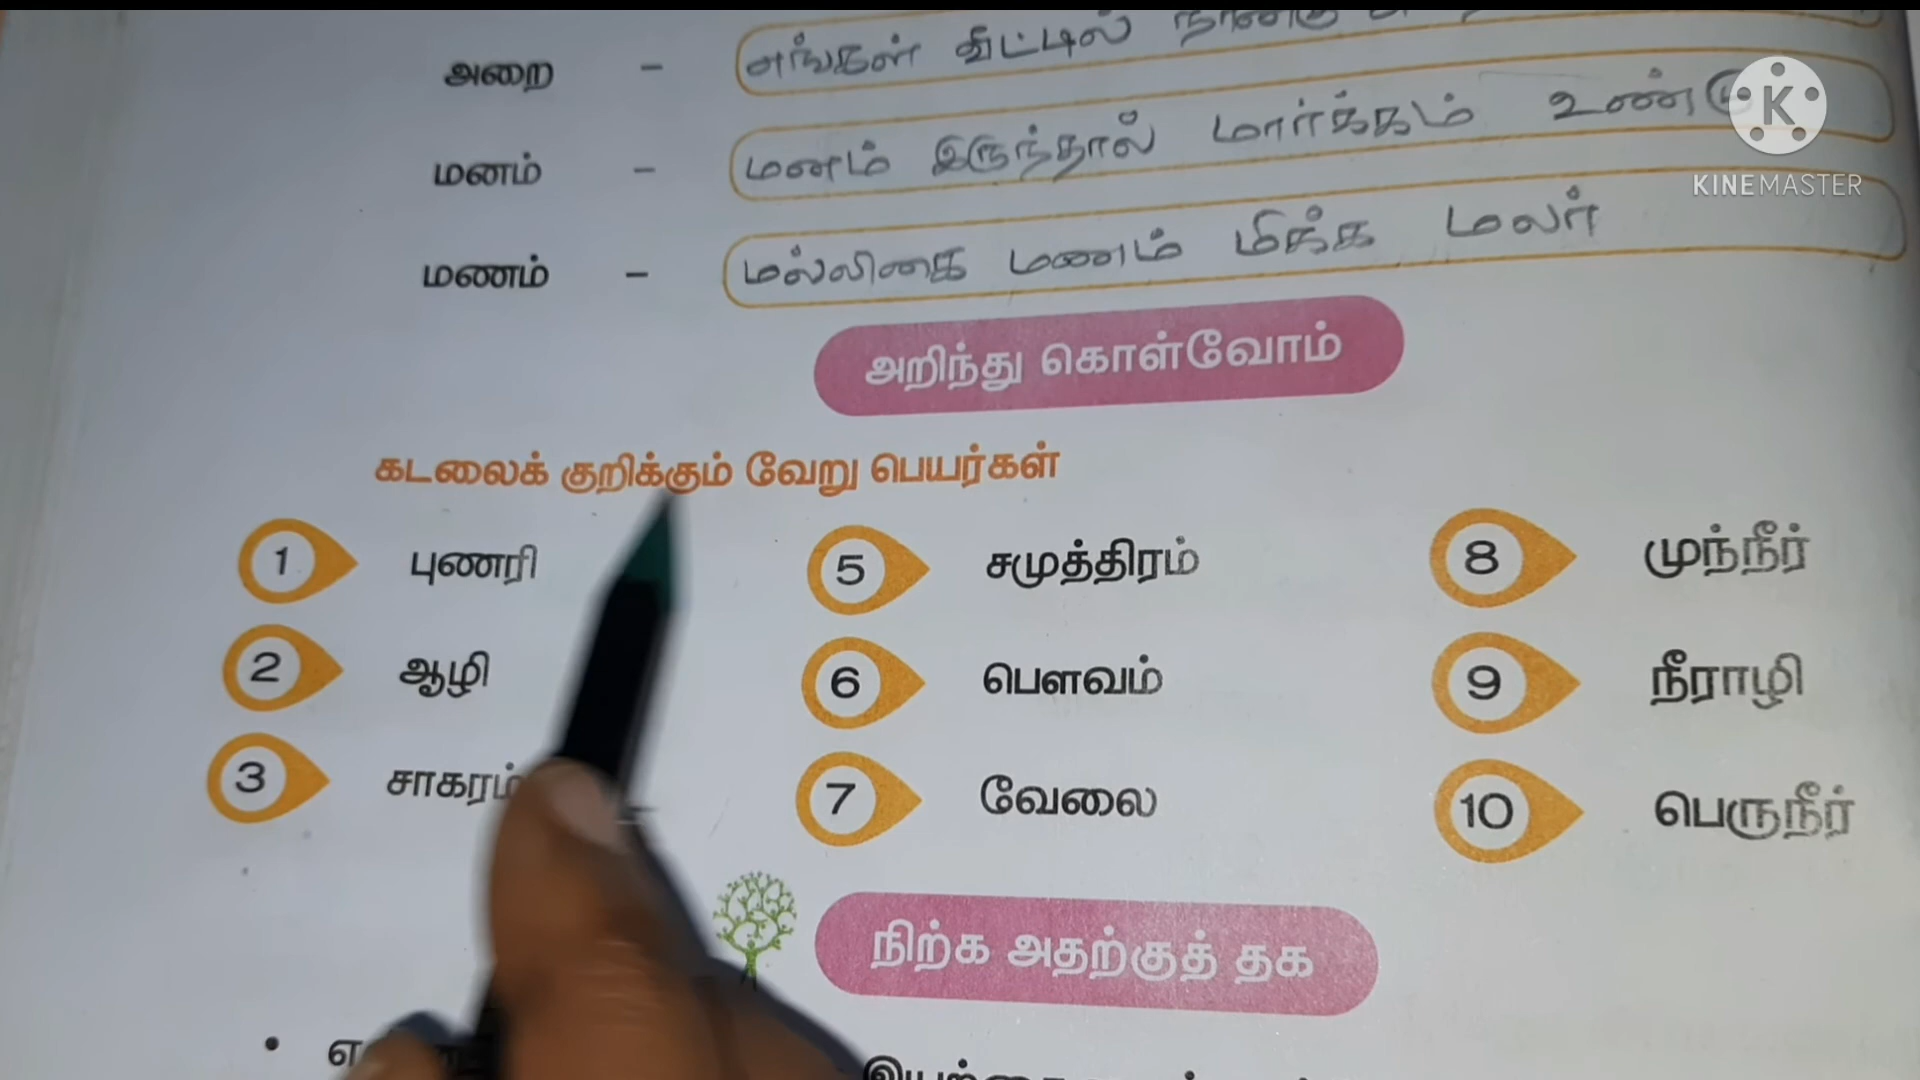 அறை - எங்கள் வீட்டில் நான்கு
மனம் - மனம் இருந்தால் மார்க்கம் உண்டு
மணம் - மல்லிகை மணம் மிக்க மலர்
KINEMASTER
அறிந்து கொள்வோம்
கடலைக் குறிக்கும் வேறு பெயர்கள்
1 புணரி 5 சமுத்திரம் 8 முந்நீர்
2 ஆழி 6 பௌவம் 9 நீராழி
3 சாகரம் 7 வேலை 10 பெருநீர்
நிற்க அதற்குத் தக